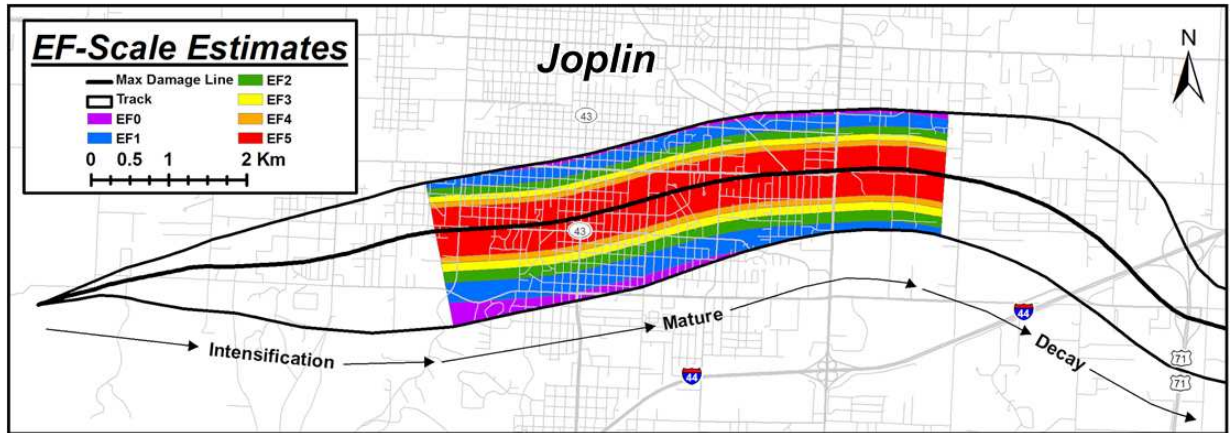 EF-Scale Estimates
Max Damage Line
Track
EF0
EF1
EF2
EF3
EF4
EF5
0 0.5 1 2 Km
Joplin
N
43
43
Intensification
Mature
Decay
44
44
71
71